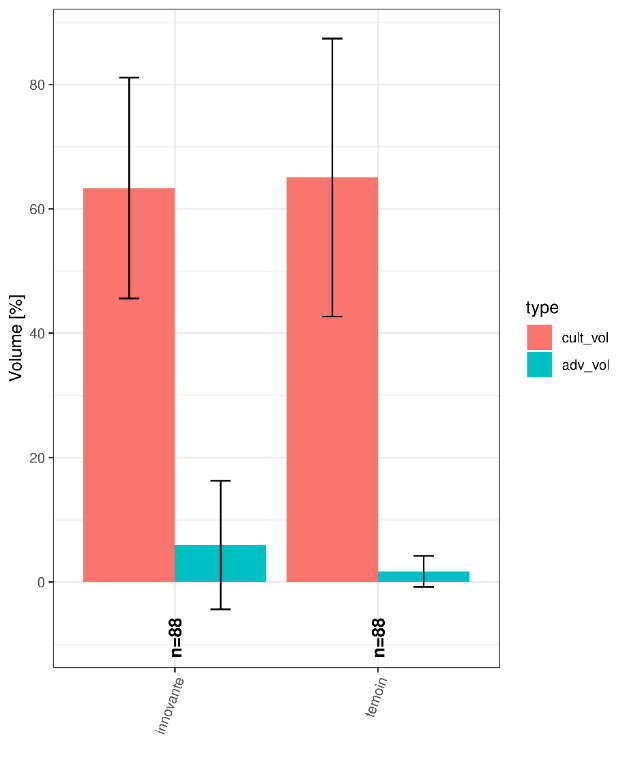 80
60
40
20
0
Volume [%]
n=88
n=88
innovante
temoin
type
cult_vol
adv_vol